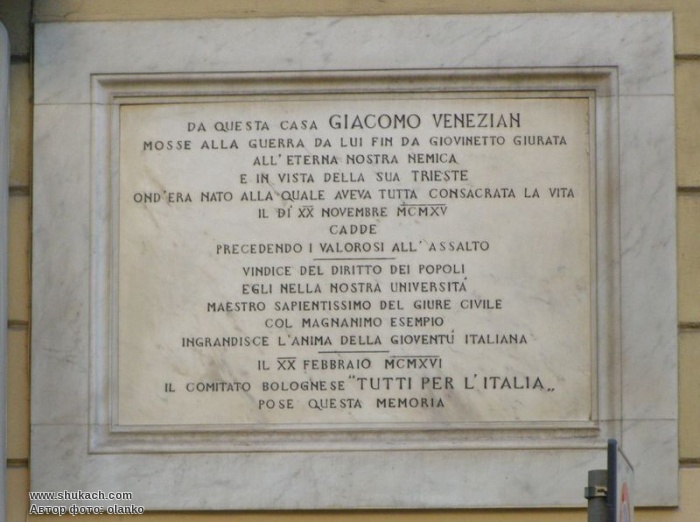 DA QUESTA CASA GIACOMO VENEZIAN
MOSSE ALLA GUERRA DA LUI FIN DA GIOVINETTO GIURATA
ALL'ETERNA NOSTRA NEMICA
E IN VISTA DELLA SUA TRIESTE
OND'ERA NATO ALLA QUALE AVEVA TUTTA CONSACRATA LA VITA
IL DÍ XX NOVEMBRE MCMXV
CADDE
PRECEDENDO I VALOROSI ALL'ASSALTO
VINDICE DEL DIRITTO DEI POPOLI
EGLI NELLA NOSTRA UNIVERSITÁ
MAESTRO SAPIENTISSIMO DEL GIURE CIVILE
COL MAGNANIMO ESEMPIO
INGRANDISCE L'ANIMA DELLA GIOVENTÚ ITALIANA
IL XX FEBBRAIO MCMXVI
IL COMITATO BOLOGNESE "TUTTI PER L'ITALIA„
POSE QUESTA MEMORIA
www.shukach.com
Автор фото: olanko